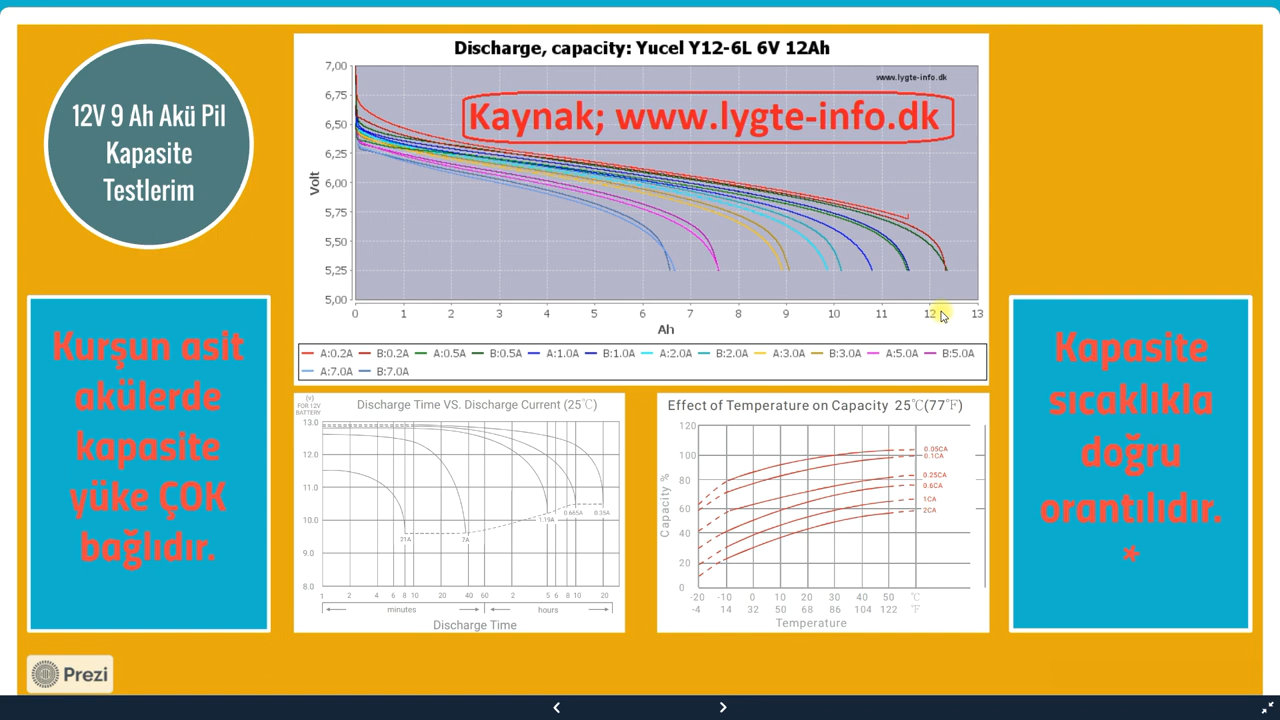 12V 9 Ah Akü Pil
Kapasite
Testlerim
Discharge, capacity: Yucel Y12-6L 6V 12Ah
www.lygte-info.dk
Kaynak; www.lygte-info.dk
7,00
6,75
6,50
6,25
6,00
5,75
5,50
5,25
5,00
Volt
0 1 2 3 4 5 6 7 8 9 10 11 12 13
Ah
A:0.2A B:0.2A A:0.5A B:0.5A A:1.0A B:1.0A A:2.0A B:2.0A A:3.0A B:3.0A A:5.0A B:5.0A
A:7.0A B:7.0A
Kurşun asit
akülerde
kapasite
yüke ÇOK
bağlıdır.
(v)
FOR 12V
BATTERY
Discharge Time VS. Discharge Current (25℃)
13.0
12.0
11.0
10.0
9.0
8.0
21A 7A 1.19A 0.665A 0.35A
1 2 4 6 8 10 20 40 60 2 5 6 8 10 20
minutes hours
Discharge Time
Effect of Temperature on Capacity 25℃(77℉)
Capacity %
120
100
80
60
40
20
0
0.05CA
0.1CA
0.25CA
0.6CA
1CA
2CA
-20 -10 0 10 20 30 40 50 ℃
-4 14 32 50 68 86 104 122 ℉
Temperature
Kapasite
sıcaklıkla
doğru
orantılıdır.
*
Prezi